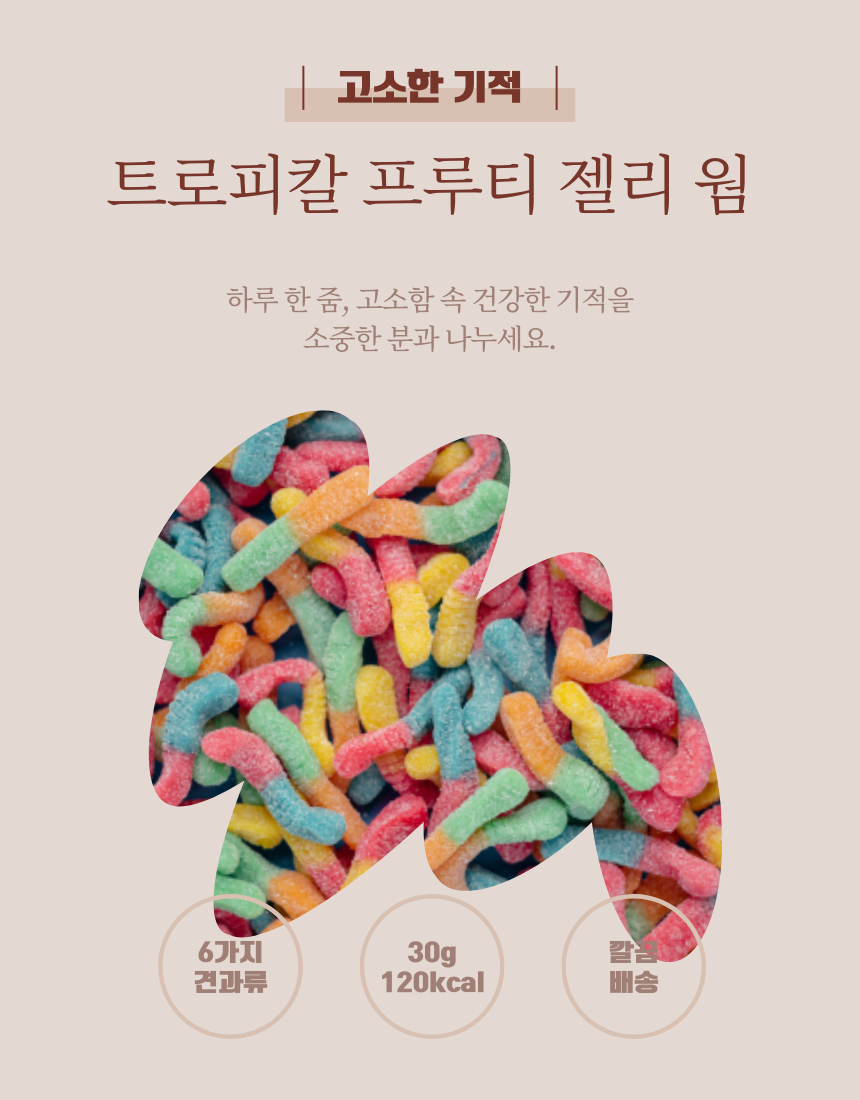 고소한 기적
트로피칼 프루티 젤리 웜
하루 한 줌, 고소함 속 건강한 기적을
소중한 분과 나누세요.
6가지
견과류
30g
120kcal
깔끔
배송